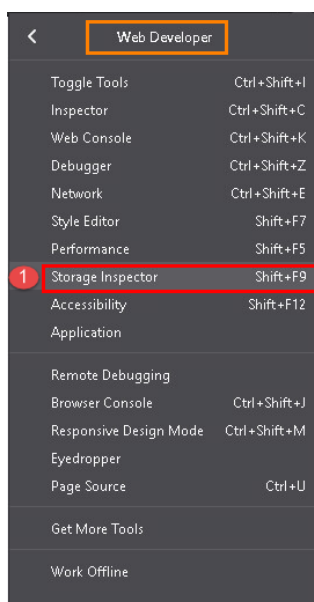 Web Developer
Toggle Tools Ctrl+Shift+I
Inspector Ctrl+Shift+C
Web Console Ctrl+Shift+K
Debugger Ctrl+Shift+Z
Network Ctrl+Shift+E
Style Editor Shift+F7
Performance Shift+F5
1 Storage Inspector Shift+F9
Accessibility Shift+F12
Application
Remote Debugging
Browser Console Ctrl+Shift+J
Responsive Design Mode Ctrl+Shift+M
Eyedropper
Page Source Ctrl+U
Get More Tools
Work Offline